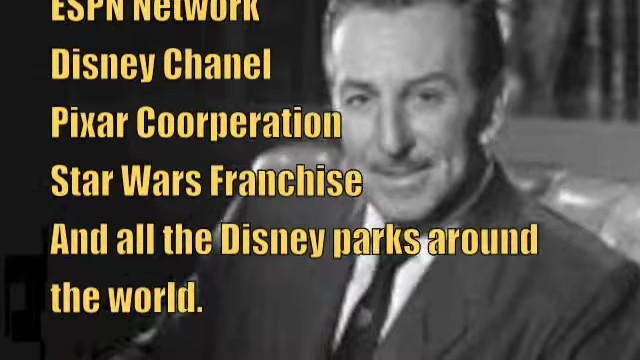 ESPN Network
Disney Chanel
Pixar Coorperation
Star Wars Franchise
And all the Disney parks around
the world.